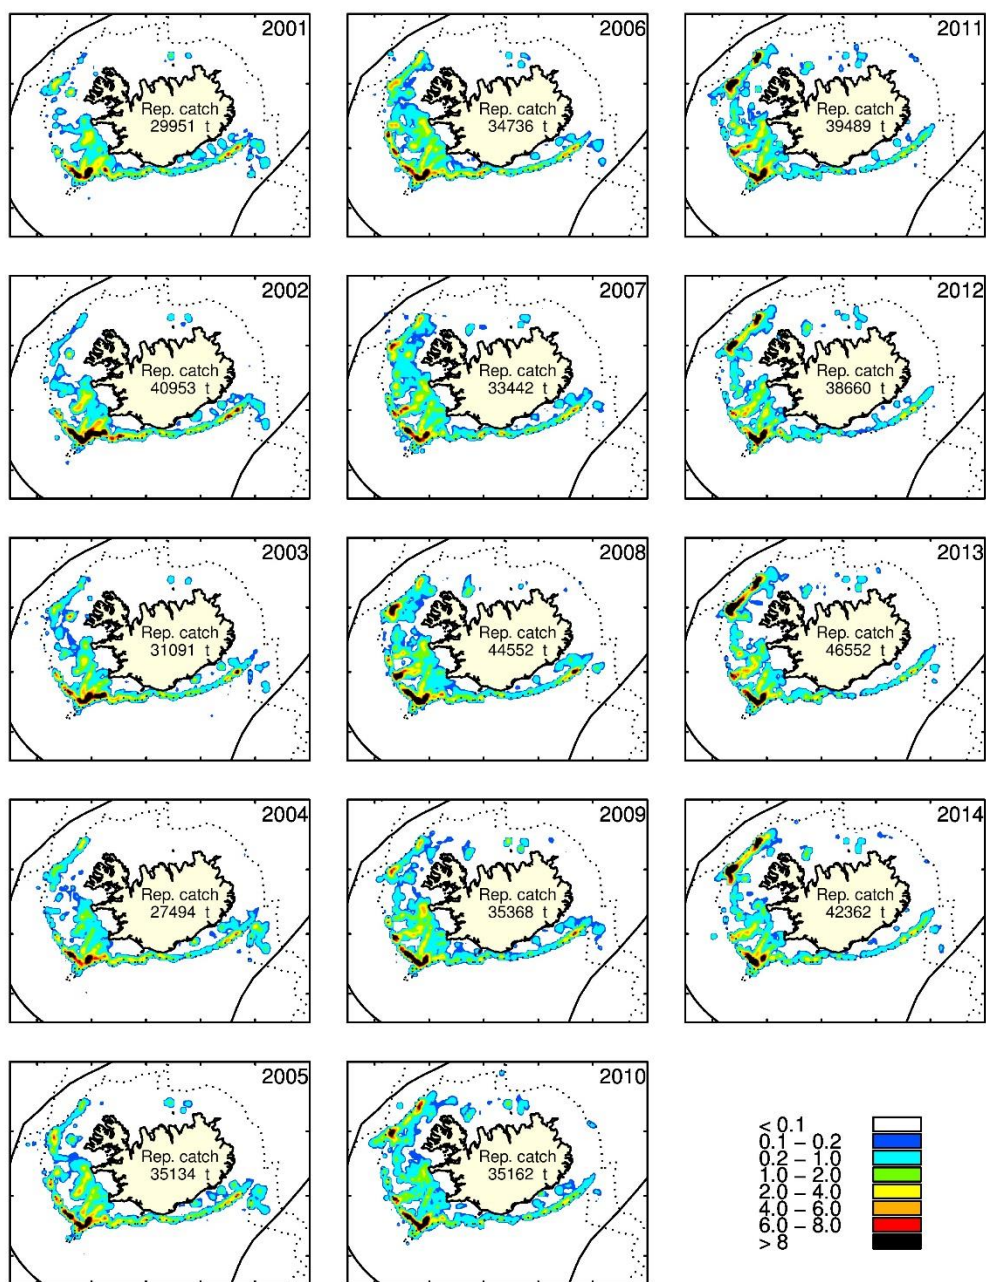 2001
Rep. catch
29951 t
2006
Rep. catch
34736 t
2011
Rep. catch
39489 t
2002
Rep. catch
40953 t
2007
Rep. catch
33442 t
2012
Rep. catch
38660 t
2003
Rep. catch
31091 t
2008
Rep. catch
44552 t
2013
Rep. catch
46552 t
2004
Rep. catch
27494 t
2009
Rep. catch
35368 t
2014
Rep. catch
42362 t
2005
Rep. catch
35134 t
2010
Rep. catch
35162 t
< 0.1
0.1 – 0.2
0.2 – 1.0
1.0 – 2.0
2.0 – 4.0
4.0 – 6.0
6.0 – 8.0
> 8